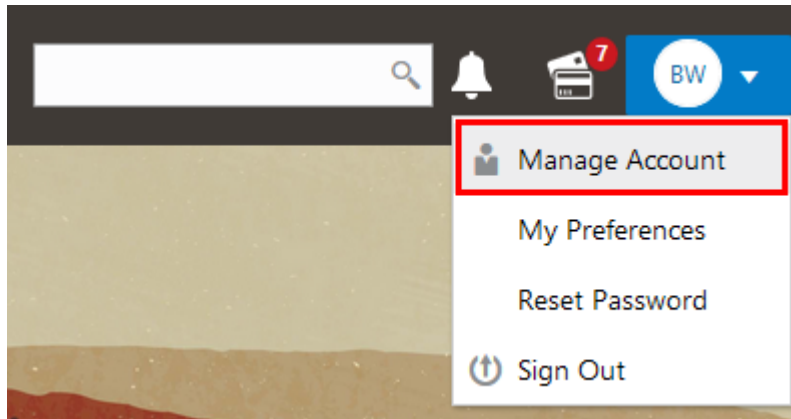 7
BW
Manage Account
My Preferences
Reset Password
Sign Out